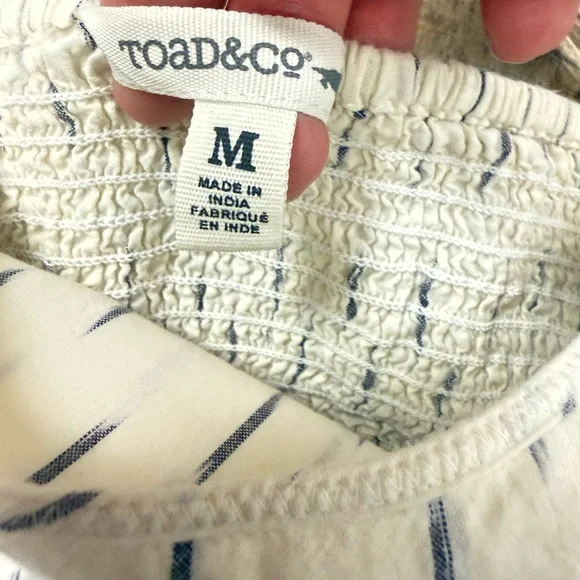 TOAD&CO®
M
MADE IN
INDIA
FABRIQUÉ
EN INDE